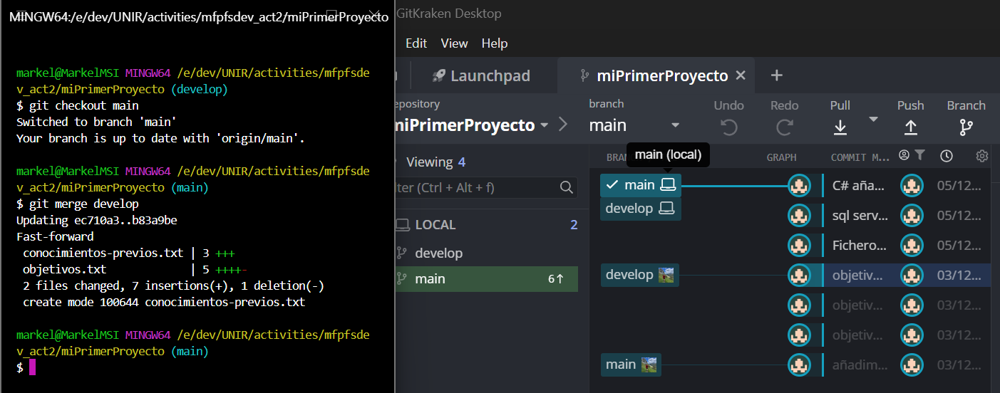 MINGW64:/e/dev/UNIR/activities/mfpfsdev_act2/miPrimerProyecto
markel@MarkelMSI MINGW64 /e/dev/UNIR/activities/mfpfsde
v_act2/miPrimerProyecto (develop)
$ git checkout main
Switched to branch 'main'
Your branch is up to date with 'origin/main'.
markel@MarkelMSI MINGW64 /e/dev/UNIR/activities/mfpfsde
v_act2/miPrimerProyecto (main)
$ git merge develop
Updating ec710a3..b83a9be
Fast-forward
 conocimientos-previos.txt | 3 +++
 objetivos.txt             | 5 ++++-
 2 files changed, 7 insertions(+), 1 deletion(-)
 create mode 100644 conocimientos-previos.txt
markel@MarkelMSI MINGW64 /e/dev/UNIR/activities/mfpfsde
v_act2/miPrimerProyecto (main)
$
GitKraken Desktop
Edit View Help
Launchpad miPrimerProyecto
epository branch Undo Redo Pull Push Branch
miPrimerProyecto main
Viewing 4
lter (Ctrl + Alt + f)
LOCAL 2
develop
main 6↑
BRAN GRAPH COMMIT M...
main (local)
main C# aña... 05/12...
develop sql serv... 05/12...
Fichero... 05/12...
develop objetiv... 03/12...
objetiv... 03/12...
objetiv... 03/12...
main añadim... 03/12...